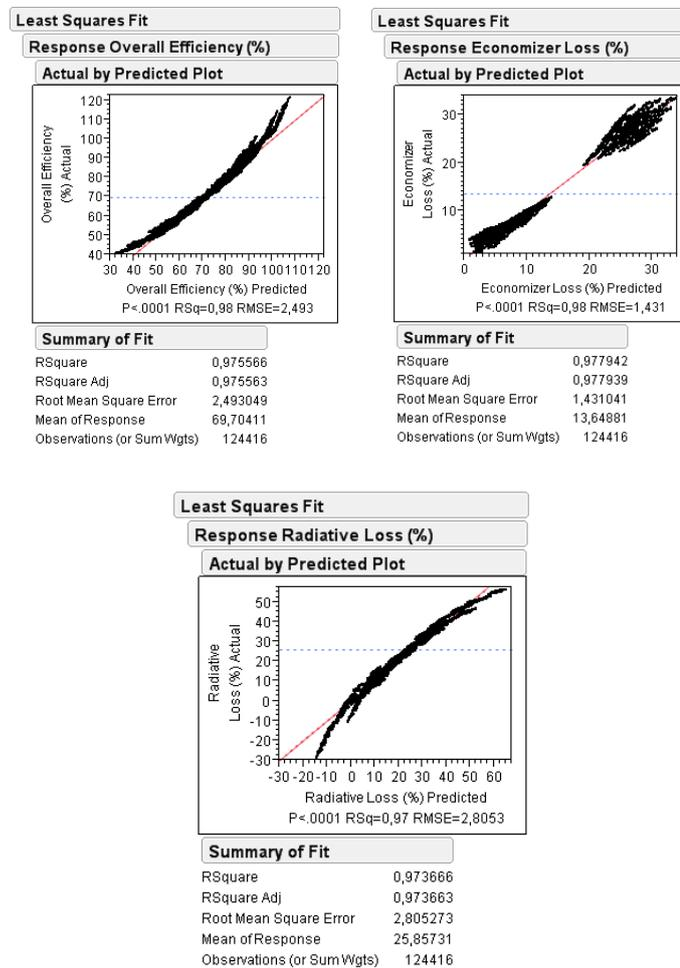 Least Squares Fit
Response Overall Efficiency (%)
Actual by Predicted Plot
Overall Efficiency
(%) Actual
120
110
100
90
80
70
60
50
40
30 40 50 60 70 80 90 100 110120
Overall Efficiency (%) Predicted
P<.0001 RSq=0,98 RMSE=2,493
Summary of Fit
RSquare 0,975566
RSquare Adj 0,975563
Root Mean Square Error 2,493049
Mean of Response 69,70411
Observations (or Sum Wgts) 124416
Least Squares Fit
Response Economizer Loss (%)
Actual by Predicted Plot
Economizer
Loss (%) Actual
30
20
10
0 10 20 30
Economizer Loss (%) Predicted
P<.0001 RSq=0,98 RMSE=1,431
Summary of Fit
RSquare 0,977942
RSquare Adj 0,977939
Root Mean Square Error 1,431041
Mean of Response 13,64881
Observations (or Sum Wgts) 124416
Least Squares Fit
Response Radiative Loss (%)
Actual by Predicted Plot
Radiative
Loss (%) Actual
50
40
30
20
10
0
-10
-20
-30
-30 -20 -10 0 10 20 30 40 50 60
Radiative Loss (%) Predicted
P<.0001 RSq=0,97 RMSE=2,8053
Summary of Fit
RSquare 0,973666
RSquare Adj 0,973663
Root Mean Square Error 2,805273
Mean of Response 25,85731
Observations (or Sum Wgts) 124416